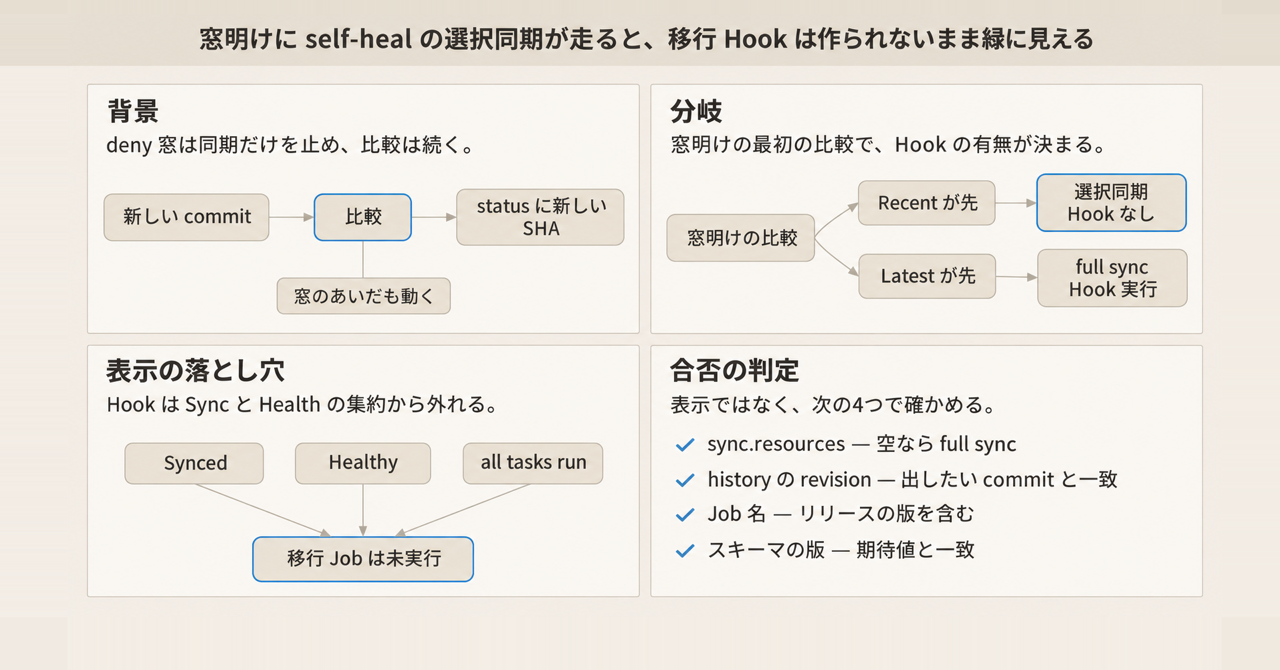 窓明けに self-heal の選択同期が走ると、移行 Hook は作られないまま緑に見える
背景
deny 窓は同期だけを止め、比較は続く。
新しい commit
比較
status に新しい
SHA
窓のあいだも動く
分岐
窓明けの最初の比較で、Hook の有無が決まる。
窓明けの比較
Recent が先
選択同期
Hook なし
Latest が先
full sync
Hook 実行
表示の落とし穴
Hook は Sync と Health の集約から外れる。
Synced
Healthy
all tasks run
移行 Job は未実行
合否の判定
表示ではなく、次の4つで確かめる。
sync.resources — 空なら full sync
history の revision — 出したい commit と一致
Job 名 — リリースの版を含む
スキーマの版 — 期待値と一致